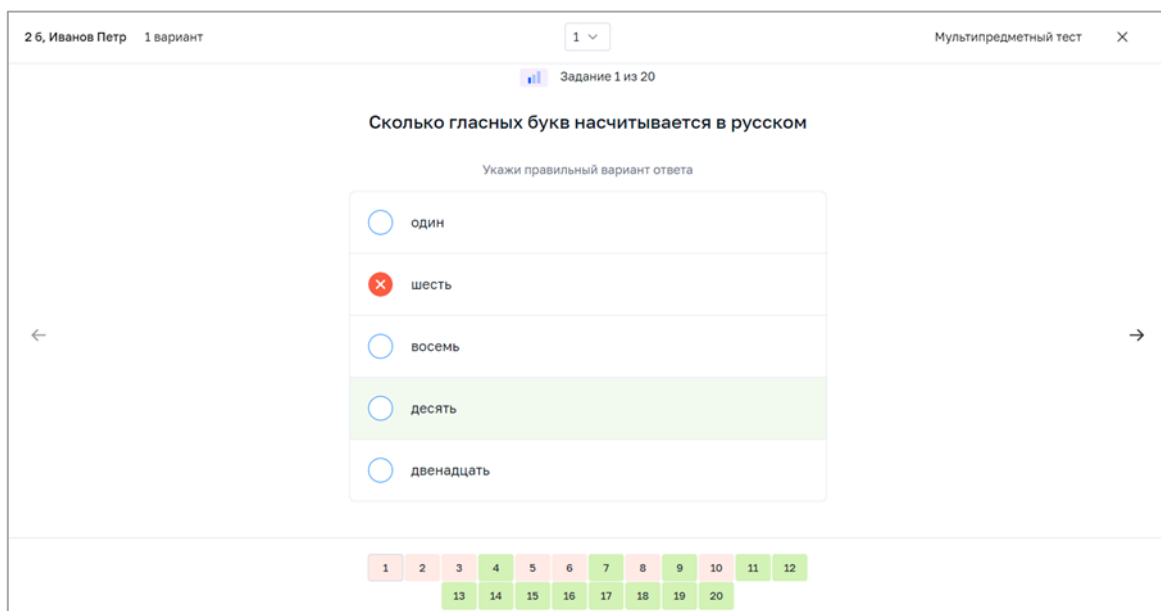 2 б, Иванов Петр 1 вариант 1 Мультипредметный тест
Задание 1 из 20
Сколько гласных букв насчитывается в русском
Укажи правильный вариант ответа
один
шесть
восемь
десять
двенадцать
1 2 3 4 5 6 7 8 9 10 11 12
13 14 15 16 17 18 19 20